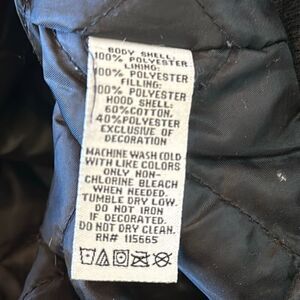 BODY SHELL:
100% POLYESTER
LINING:
100% POLYESTER
FILLING:
100% POLYESTER
HOOD SHELL:
60%COTTON,
40%POLYESTER
EXCLUSIVE OF
DECORATION
MACHINE WASH COLD
WITH LIKE COLORS
ONLY NON-
CHLORINE BLEACH
WHEN NEEDED.
TUMBLE DRY LOW.
DO NOT IRON
IF DECORATED.
DO NOT DRY CLEAN.
RN# 115665